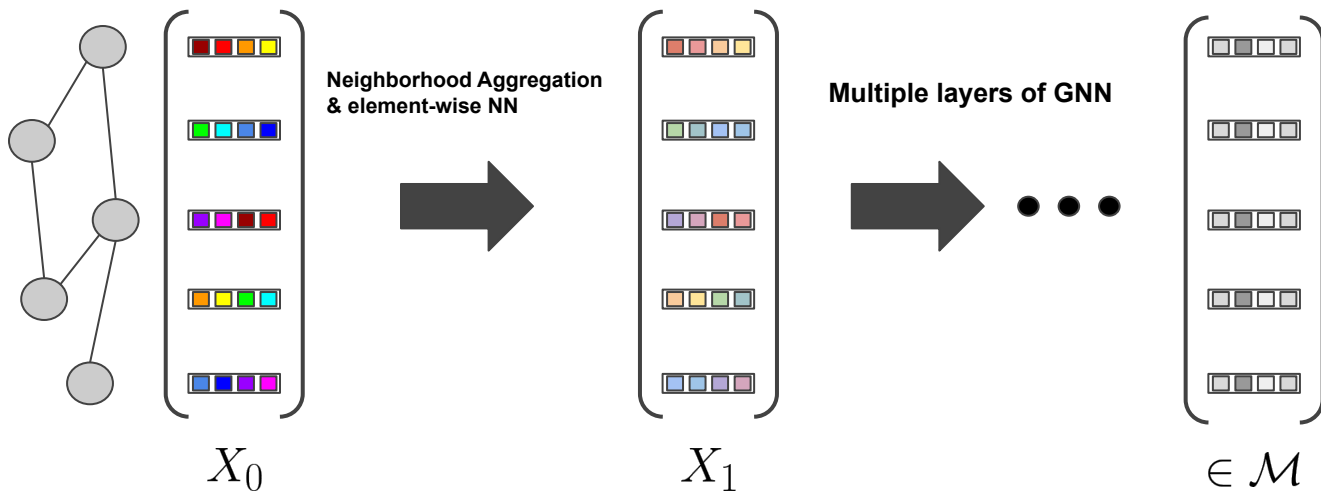 Neighborhood Aggregation
& element-wise NN
Multiple layers of GNN
X₀
X₁
∈ ℳ